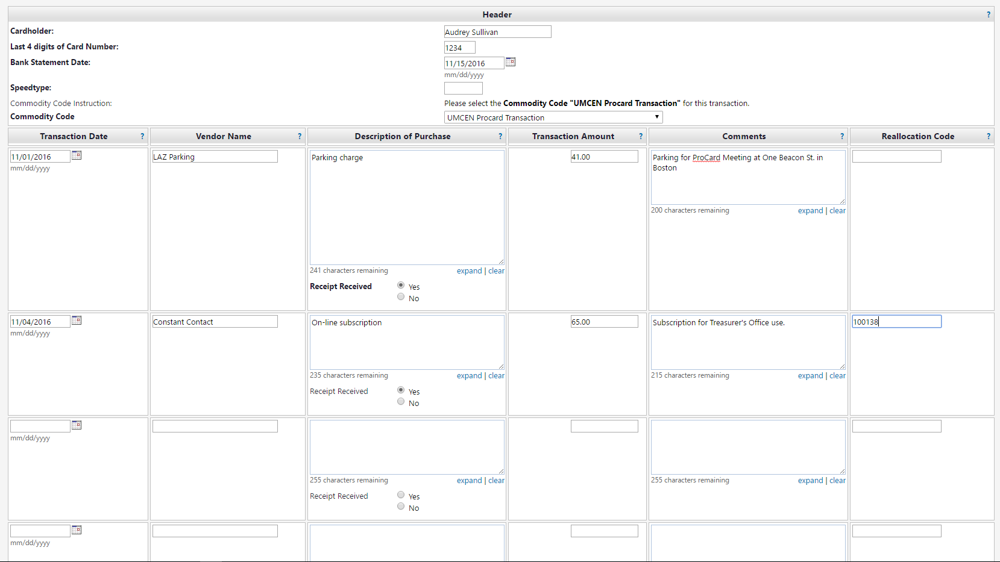 Header ?
Cardholder: Audrey Sullivan
Last 4 digits of Card Number: 1234
Bank Statement Date: 11/15/2016
mm/dd/yyyy
Speedtype:
Commodity Code Instruction: Please select the Commodity Code "UMCEN Procard Transaction" for this transaction.
Commodity Code UMCEN Procard Transaction
Transaction Date ? Vendor Name ? Description of Purchase ? Transaction Amount ? Comments ? Reallocation Code ?
11/01/2016 LAZ Parking Parking charge 41.00 Parking for ProCard Meeting at One Beacon St. in
mm/dd/yyyy Boston
200 characters remaining expand | clear
241 characters remaining expand | clear
Receipt Received Yes
No
11/04/2016 Constant Contact On-line subscription 65.00 Subscription for Treasurer's Office use. 100138
mm/dd/yyyy
235 characters remaining expand | clear 215 characters remaining expand | clear
Receipt Received Yes
No
mm/dd/yyyy
255 characters remaining expand | clear 255 characters remaining expand | clear
Receipt Received Yes
No
mm/dd/yyyy